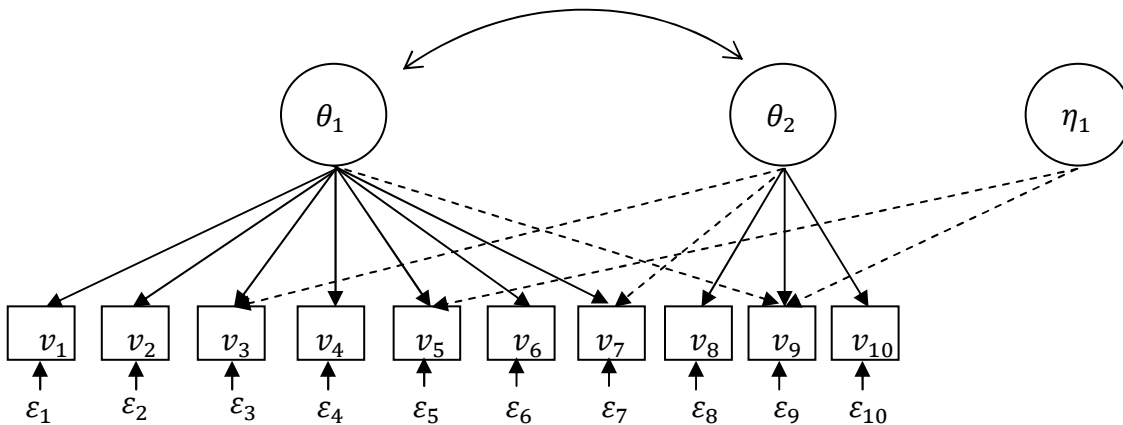 θ₁ θ₂ η₁
v₁ v₂ v₃ v₄ v₅ v₆ v₇ v₈ v₉ v₁₀
ε₁ ε₂ ε₃ ε₄ ε₅ ε₆ ε₇ ε₈ ε₉ ε₁₀